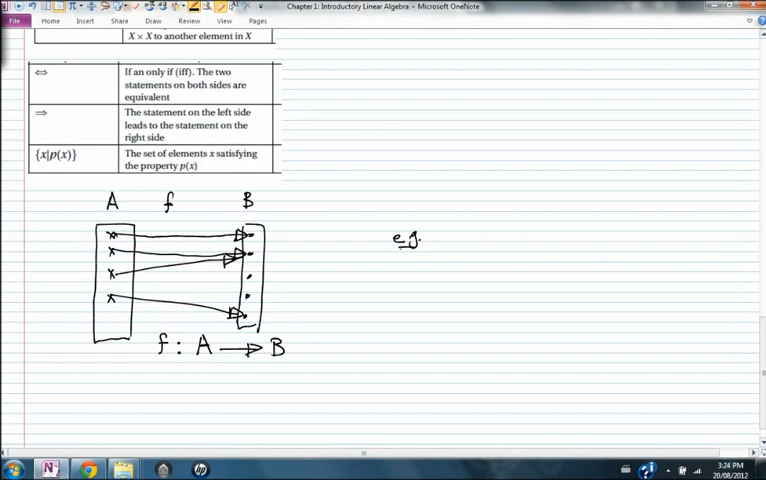 Chapter 1: Introductory Linear Algebra - Microsoft OneNote
File Home Insert Share Draw Review View Pages
X × X to another element in X
⇔ If an only if (iff). The two
statements on both sides are
equivalent
⇒ The statement on the left side
leads to the statement on the
right side
{x|p(x)} The set of elements x satisfying
the property p(x)
A f B
e.g.
f : A → B
3:24 PM
20/08/2012